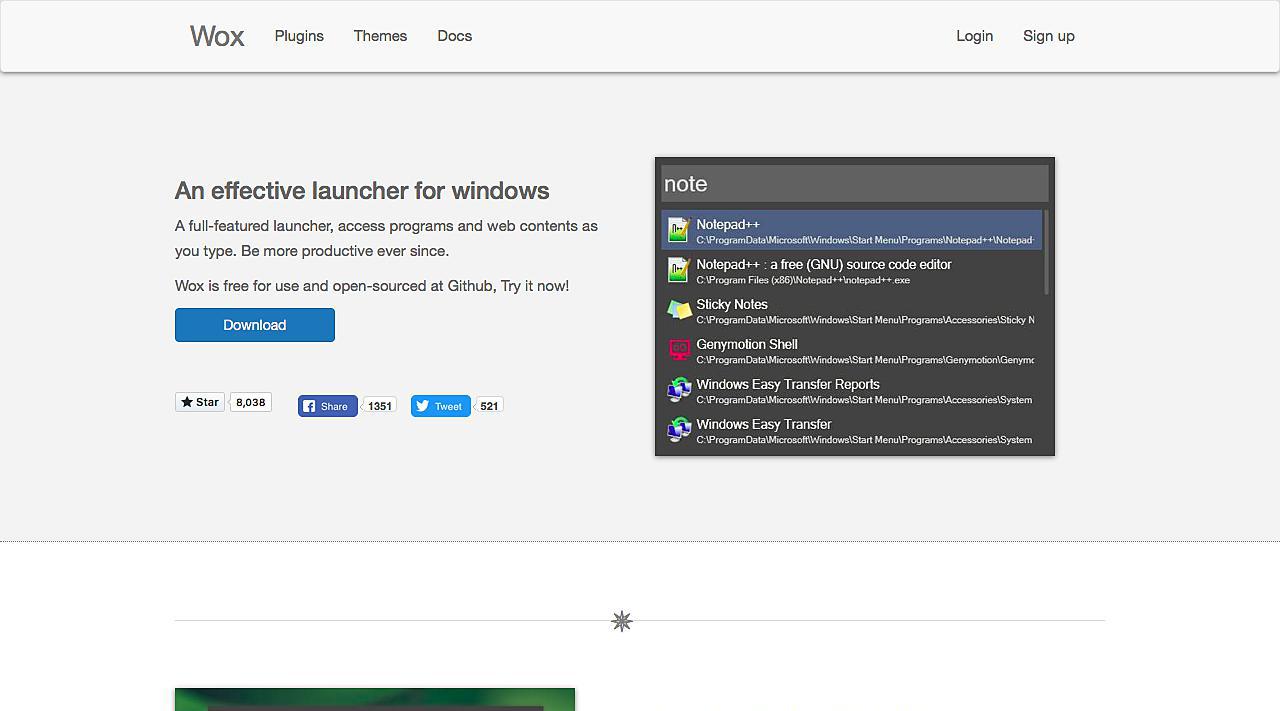 Wox
Plugins
Themes
Docs
Login
Sign up
An effective launcher for windows
A full-featured launcher, access programs and web contents as
you type. Be more productive ever since.
Wox is free for use and open-sourced at Github, Try it now!
Download
Star
8,038
Share
1351
Tweet
521
note
Notepad++
C:\ProgramData\Microsoft\Windows\Start Menu\Programs\Notepad++\Notepad
Notepad++ : a free (GNU) source code editor
C:\Program Files (x86)\Notepad++\notepad++.exe
Sticky Notes
C:\ProgramData\Microsoft\Windows\Start Menu\Programs\Accessories\Sticky N
Genymotion Shell
C:\ProgramData\Microsoft\Windows\Start Menu\Programs\Genymotion\Genymo
Windows Easy Transfer Reports
C:\ProgramData\Microsoft\Windows\Start Menu\Programs\Accessories\System
Windows Easy Transfer
C:\ProgramData\Microsoft\Windows\Start Menu\Programs\Accessories\System